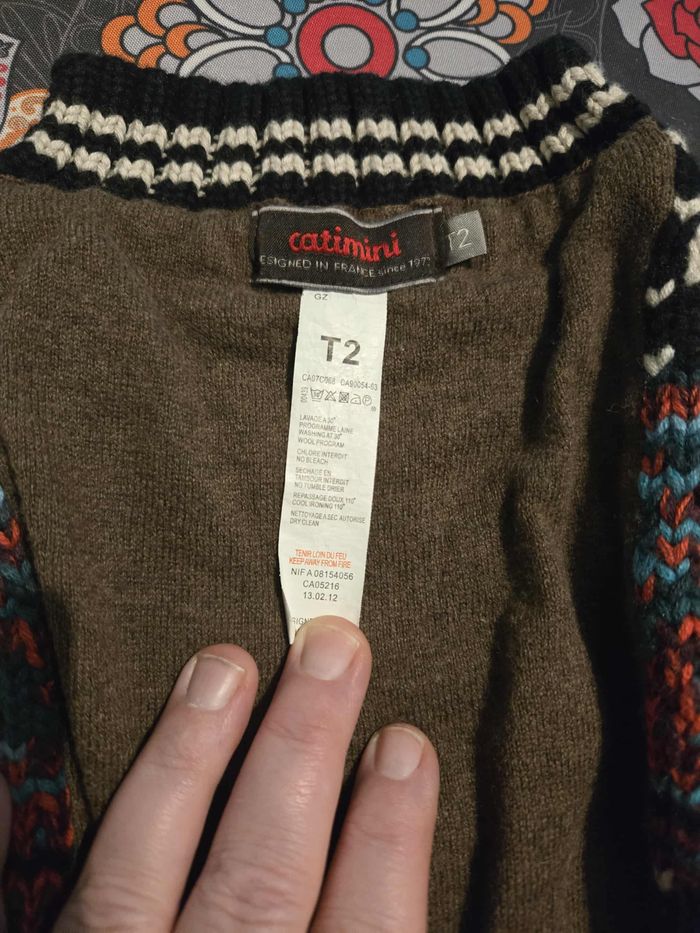 catimini
T2
ESIGNED IN FRANCE since 197
GZ
T2
CA07C068 CA90054-63
LAVAGE A 30°
PROGRAMME LAINE
WASHING AT 30°
WOOL PROGRAM
CHLORE INTERDIT
NO BLEACH
SECHAGE EN
TAMBOUR INTERDIT
NO TUMBLE DRIER
REPASSAGE DOUX 110°
COOL IRONING 110°
NETTOYAGE A SEC AUTORISE
DRY CLEAN
TENIR LOIN DU FEU
KEEP AWAY FROM FIRE
NIF A 08154056
CA05216
13.02.12